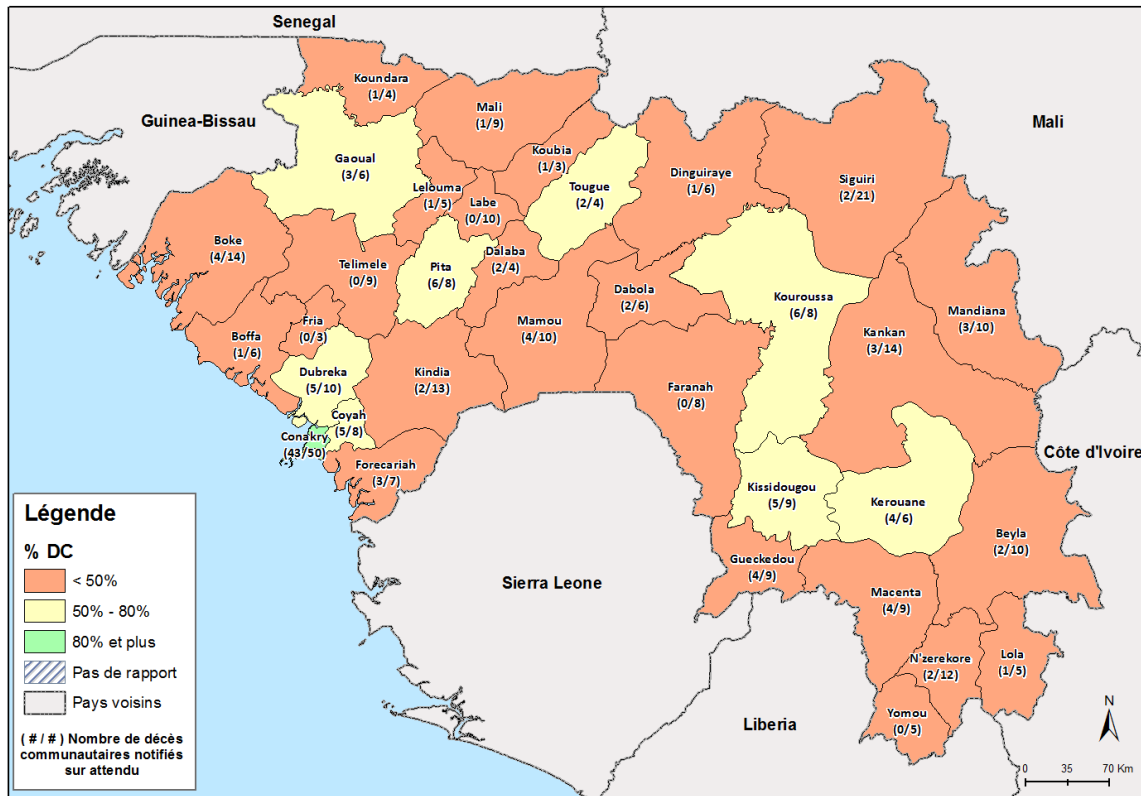 Senegal
Koundara
(1/4)
Mali
(1/9)
Guinea-Bissau
Mali
Koubia
(1/3)
Gaoual
(3/6)
Tougue
(2/4)
Dinguiraye
(1/6)
Siguiri
(2/21)
Lelouma
(1/5)
Labe
(0/10)
Boke
(4/14)
Telimele
(0/9)
Pita
(6/8)
Dalaba
(2/4)
Dabola
(2/6)
Kouroussa
(6/8)
Mandiana
(3/10)
Boffa
(1/6)
Fria
(0/3)
Mamou
(4/10)
Kankan
(3/14)
Dubreka
(5/10)
Kindia
(2/13)
Faranah
(0/8)
Coyah
(5/8)
Conakry
(43/50)
Forecariah
(3/7)
Côte d'Ivoire
Kissidougou
(5/9)
Kerouane
(4/6)
Beyla
(2/10)
Gueckedou
(4/9)
Sierra Leone
Macenta
(4/9)
N'zerekore
(2/12)
Lola
(1/5)
Yomou
(0/5)
Liberia
Légende
% DC
< 50%
50% - 80%
80% et plus
Pas de rapport
Pays voisins
( # / # ) Nombre de décès
communautaires notifiés
sur attendu
N
0 35 70 Km